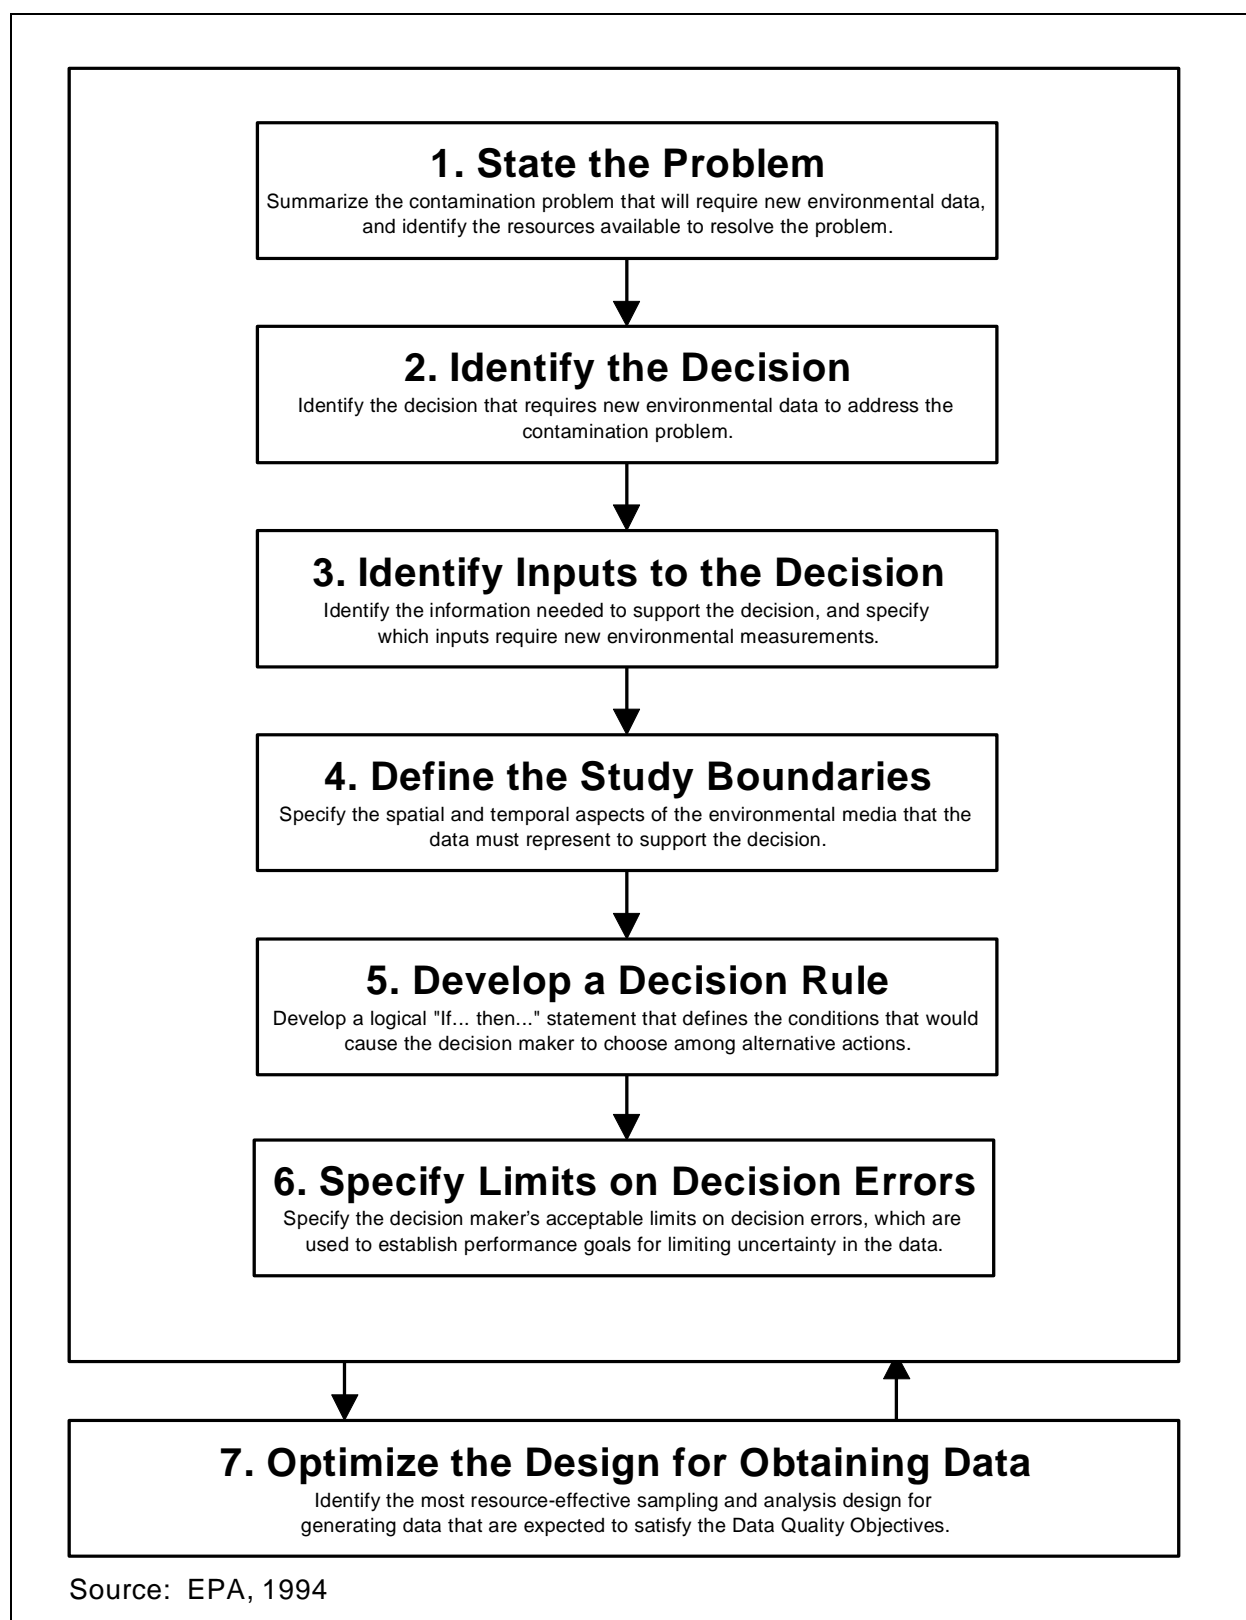 1. State the Problem
Summarize the contamination problem that will require new environmental data,
and identify the resources available to resolve the problem.
2. Identify the Decision
Identify the decision that requires new environmental data to address the
contamination problem.
3. Identify Inputs to the Decision
Identify the information needed to support the decision, and specify
which inputs require new environmental measurements.
4. Define the Study Boundaries
Specify the spatial and temporal aspects of the environmental media that the
data must represent to support the decision.
5. Develop a Decision Rule
Develop a logical "If... then..." statement that defines the conditions that would
cause the decision maker to choose among alternative actions.
6. Specify Limits on Decision Errors
Specify the decision maker’s acceptable limits on decision errors, which are
used to establish performance goals for limiting uncertainty in the data.
7. Optimize the Design for Obtaining Data
Identify the most resource-effective sampling and analysis design for
generating data that are expected to satisfy the Data Quality Objectives.
Source: EPA, 1994